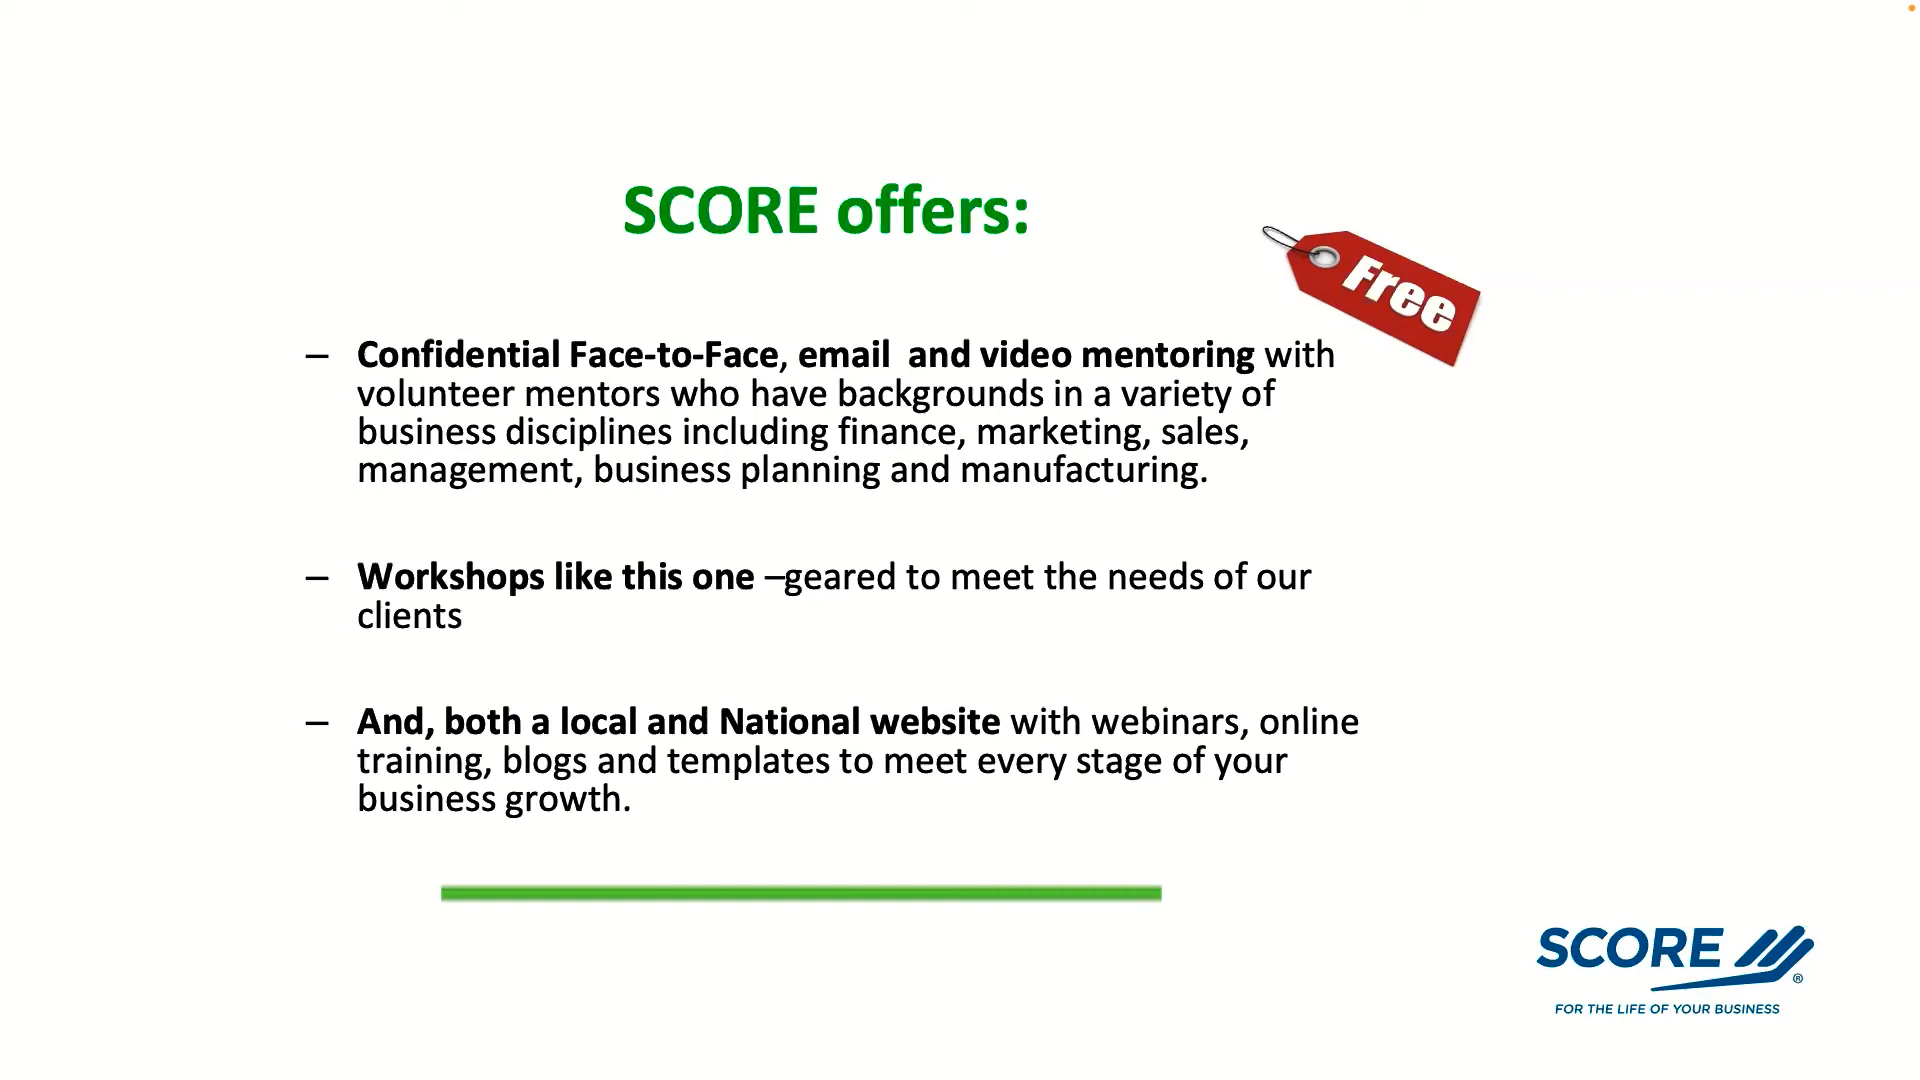 SCORE offers:
Free
– Confidential Face-to-Face, email  and video mentoring with
volunteer mentors who have backgrounds in a variety of
business disciplines including finance, marketing, sales,
management, business planning and manufacturing.
– Workshops like this one –geared to meet the needs of our
clients
– And, both a local and National website with webinars, online
training, blogs and templates to meet every stage of your
business growth.
SCORE ®
FOR THE LIFE OF YOUR BUSINESS